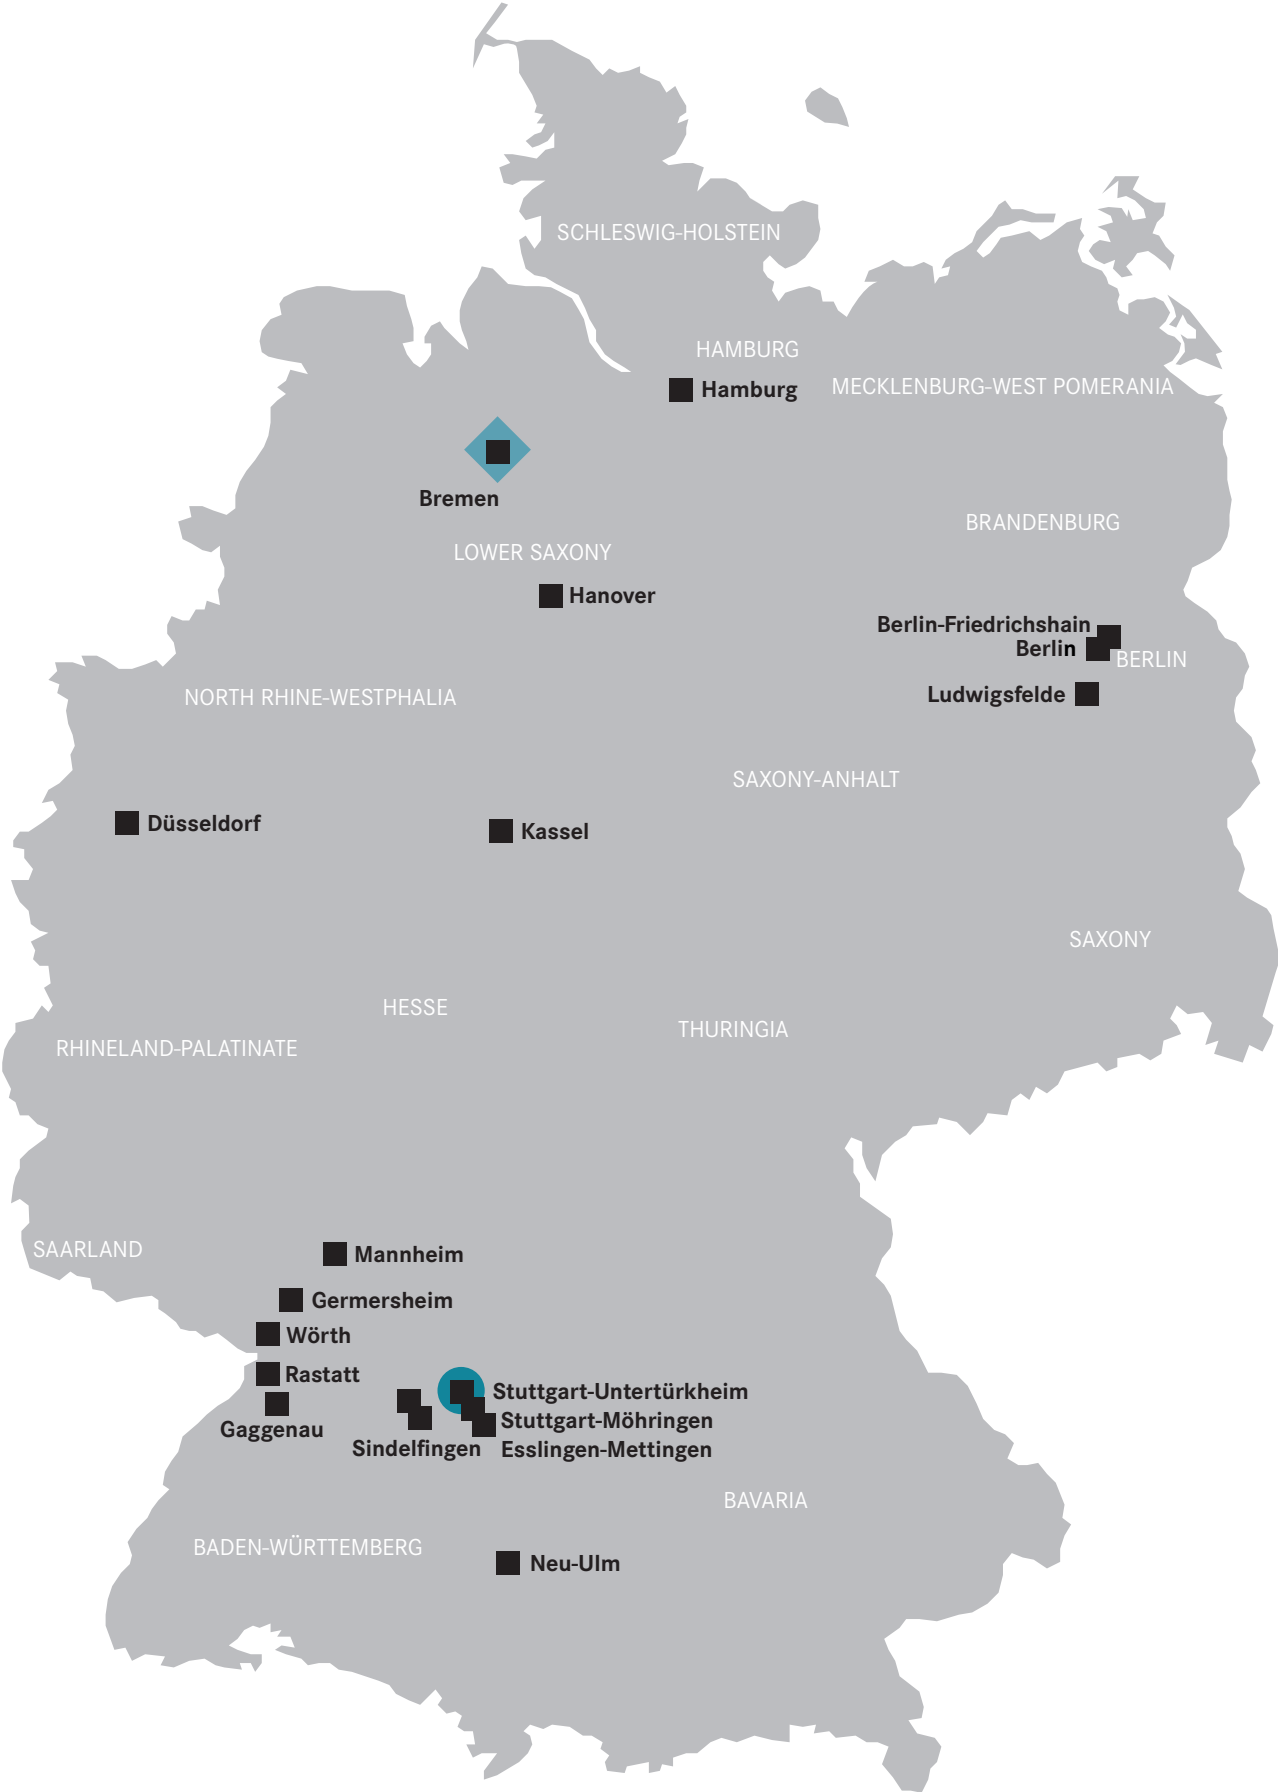 SCHLESWIG-HOLSTEIN
HAMBURG
Hamburg
MECKLENBURG-WEST POMERANIA
Bremen
BRANDENBURG
LOWER SAXONY
Hanover
Berlin-Friedrichshain
Berlin
BERLIN
Ludwigsfelde
NORTH RHINE-WESTPHALIA
SAXONY-ANHALT
Düsseldorf
Kassel
SAXONY
HESSE
THURINGIA
RHINELAND-PALATINATE
SAARLAND
Mannheim
Germersheim
Wörth
Rastatt
Stuttgart-Untertürkheim
Gaggenau
Stuttgart-Möhringen
Sindelfingen
Esslingen-Mettingen
BAVARIA
BADEN-WÜRTTEMBERG
Neu-Ulm